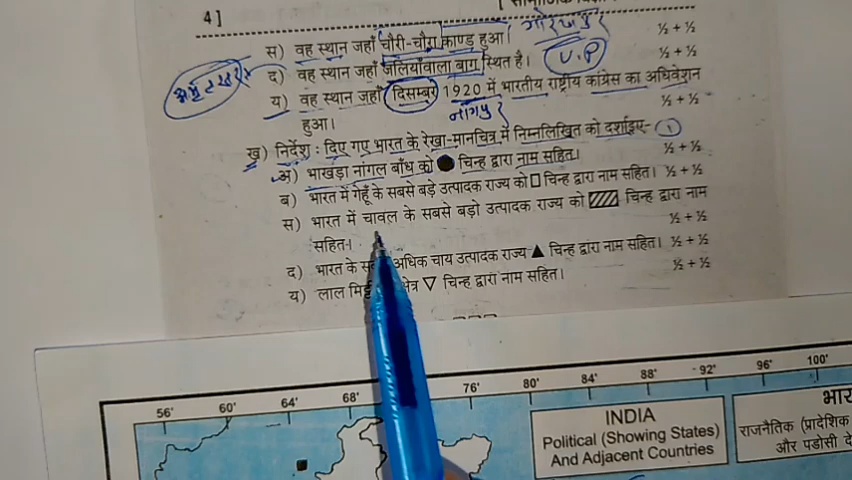 4]
स) वह स्थान जहाँ चौरी-चौरा काण्ड हुआ। गोरखपुर ½ + ½
अमृतसर द) वह स्थान जहाँ जलियाँवाला बाग स्थित है। U.P ½ + ½
य) वह स्थान जहाँ दिसम्बर 1920 में भारतीय राष्ट्रीय कांग्रेस का अधिवेशन
हुआ। नागपुर ½ + ½
ख) निर्देश : दिए गए भारत के रेखा-मानचित्र में निम्नलिखित को दर्शाइए- 1
अ) भाखड़ा नांगल बाँध को चिन्ह द्वारा नाम सहित। ½ + ½
ब) भारत में गेहूँ के सबसे बड़े उत्पादक राज्य को चिन्ह द्वारा नाम सहित। ½ + ½
स) भारत में चावल के सबसे बड़ो उत्पादक राज्य को चिन्ह द्वारा नाम
सहित। ½ + ½
द) भारत के अधिक चाय उत्पादक राज्य ▲ चिन्ह द्वारा नाम सहित। ½ + ½
य) लाल ▽ चिन्ह द्वारा नाम सहित। ½ + ½
56° 60° 64° 68° 76° 80° 84° 88° 92° 96° 100°
INDIA
Political (Showing States)
And Adjacent Countries
राजनैतिक (प्रादेशिक
और पडोसी दे